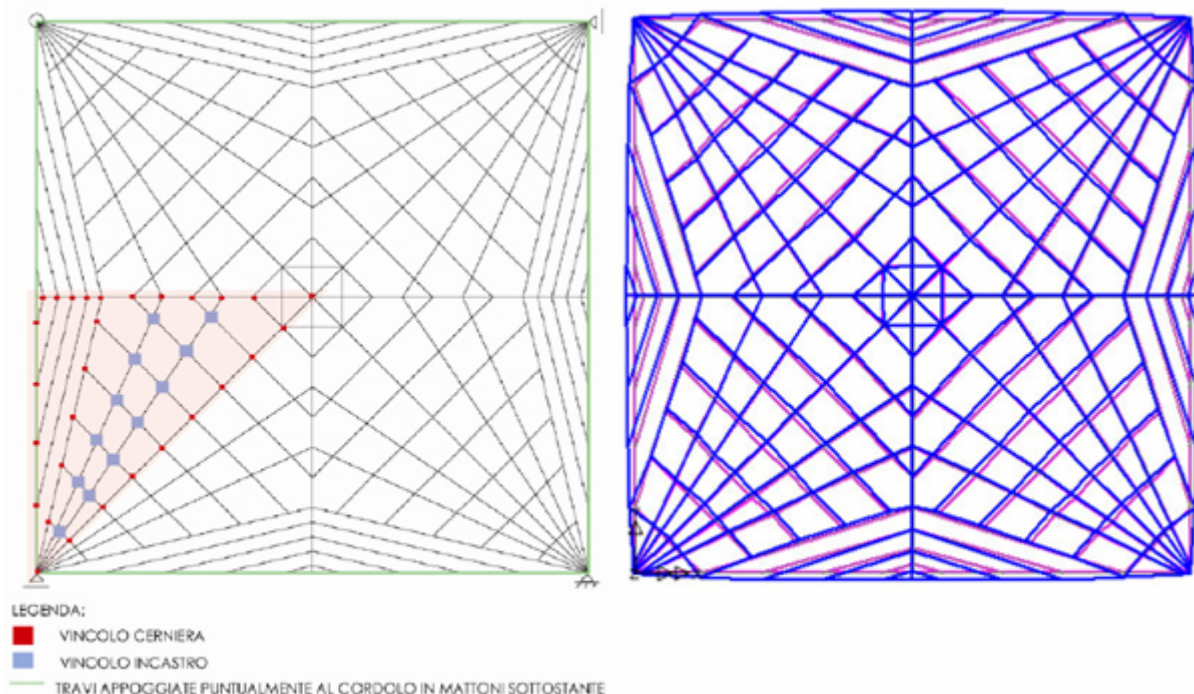 LEGENDA:
VINCOLO CERNIERA
VINCOLO INCASTRO
TRAVI APPOGGIATE PUNTUALMENTE AL CORDOLO IN MATTONI SOTTOSTANTE